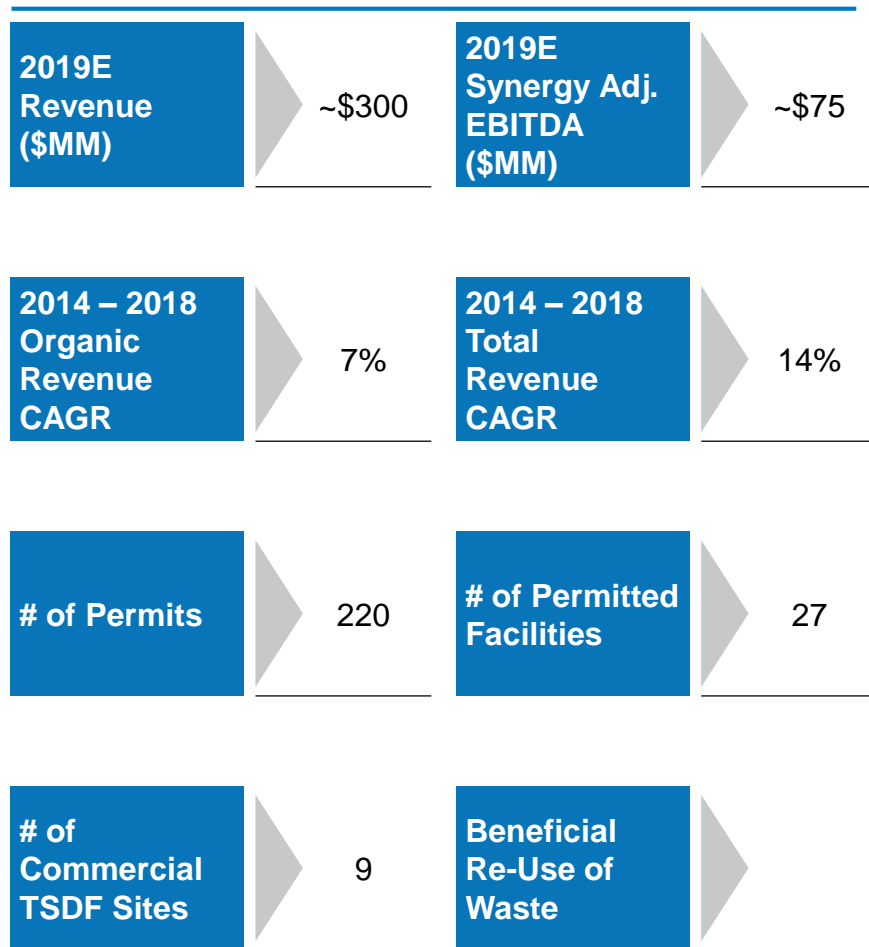 2019E
Revenue
($MM)
~$300
2019E
Synergy Adj.
EBITDA
($MM)
~$75
2014 – 2018
Organic
Revenue
CAGR
7%
2014 – 2018
Total
Revenue
CAGR
14%
# of Permits
220
# of Permitted
Facilities
27
# of
Commercial
TSDF Sites
9
Beneficial
Re-Use of
Waste